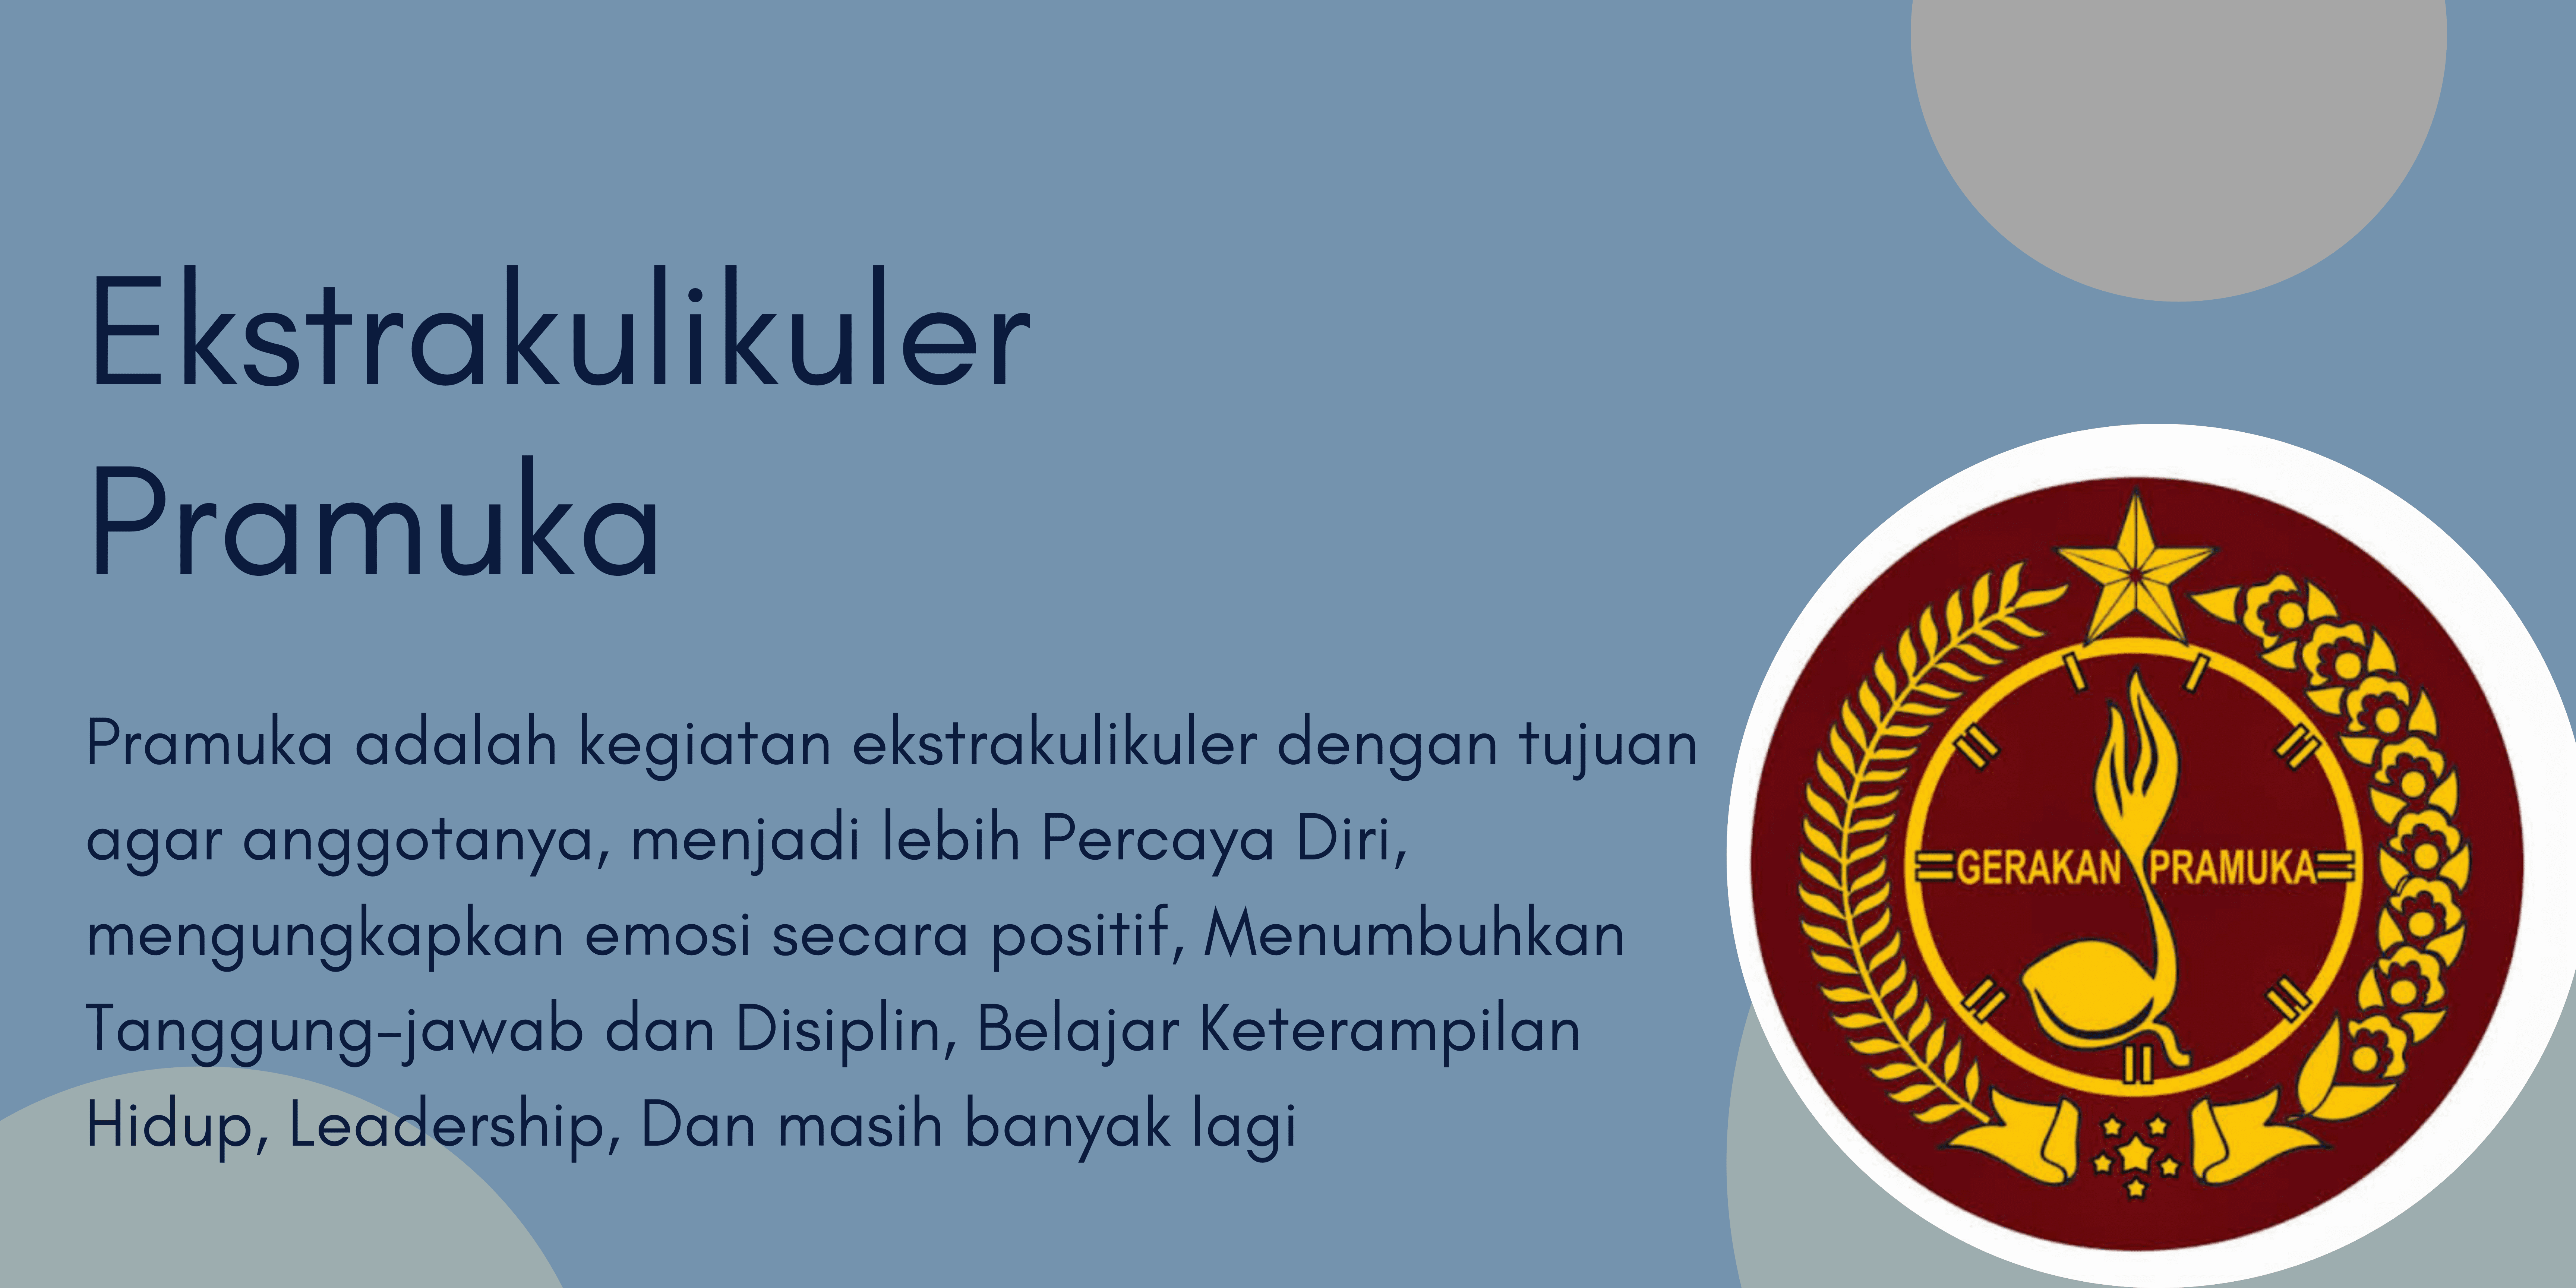 Ekstrakulikuler
Pramuka
Pramuka adalah kegiatan ekstrakulikuler dengan tujuan
agar anggotanya, menjadi lebih Percaya Diri,
mengungkapkan emosi secara positif, Menumbuhkan
Tanggung-jawab dan Disiplin, Belajar Keterampilan
Hidup, Leadership, Dan masih banyak lagi
GERAKAN PRAMUKA